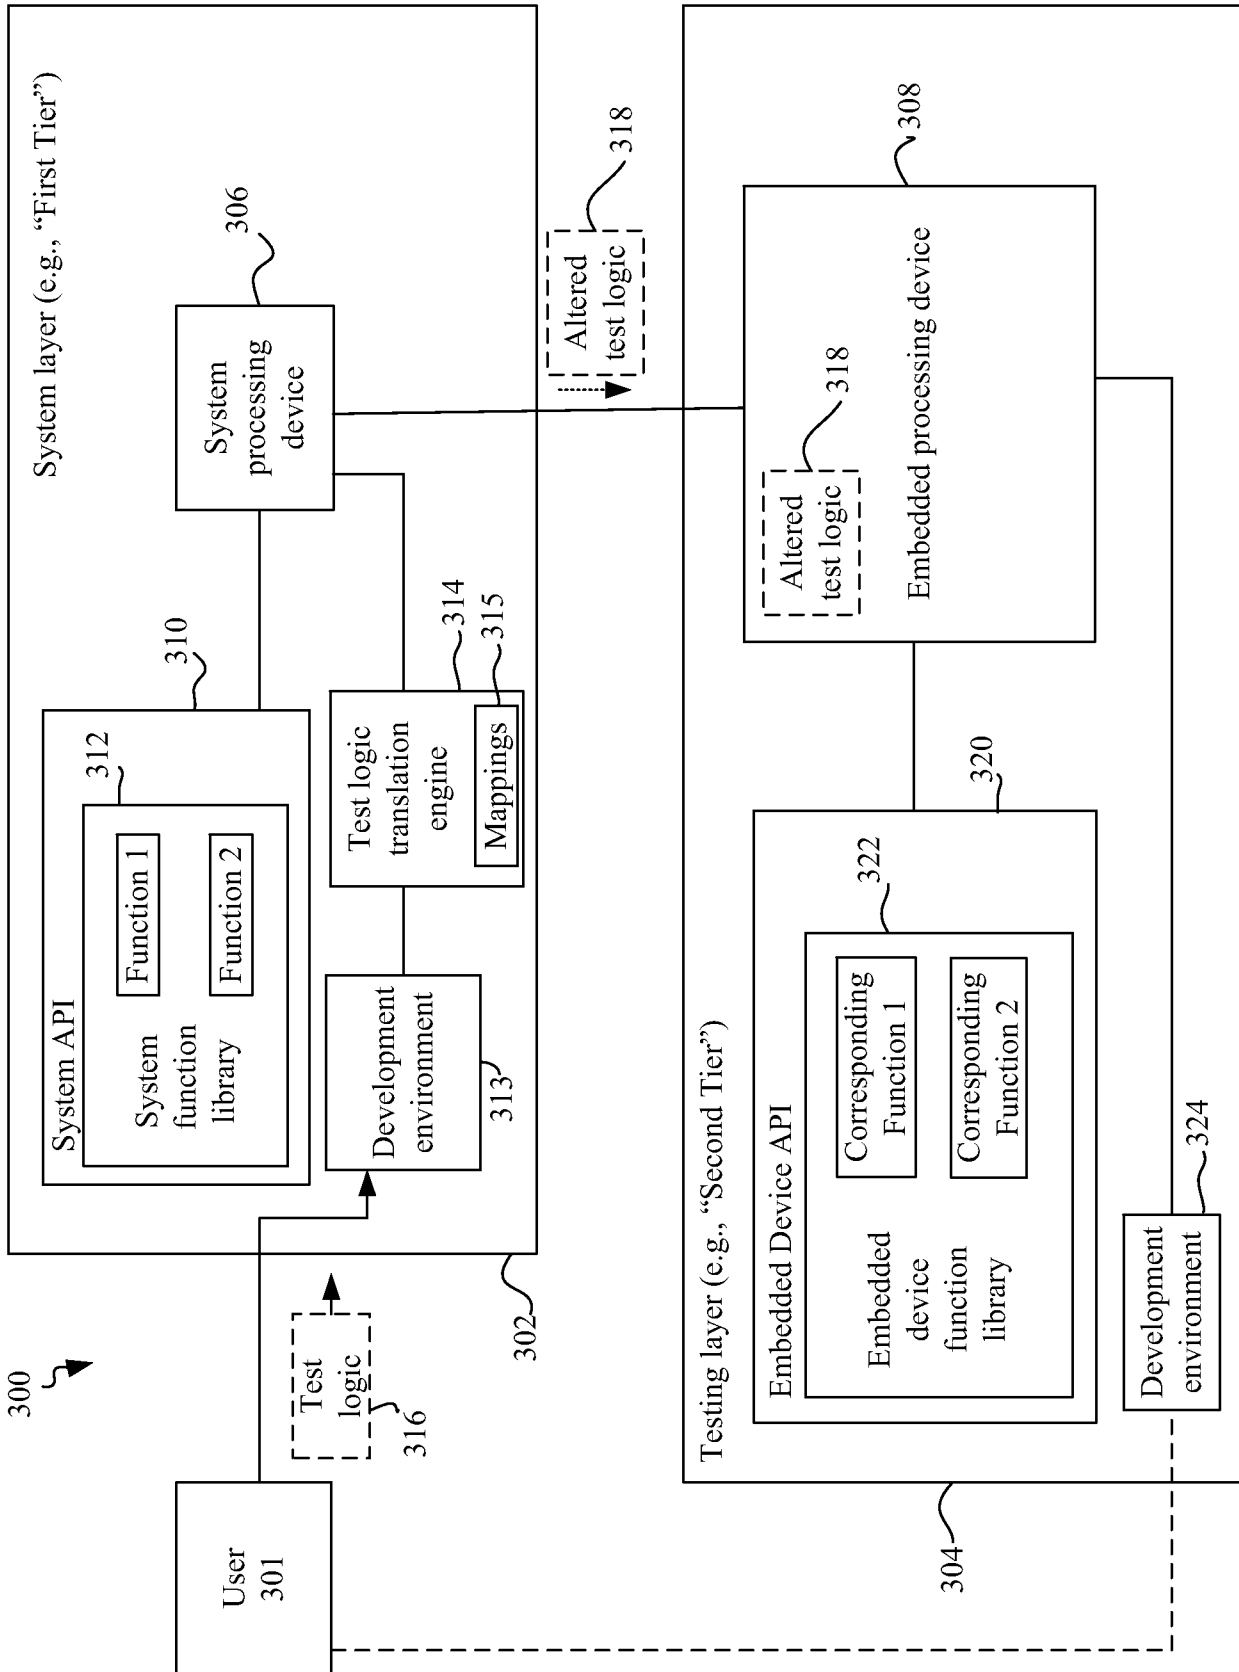 300
User
301
Test
logic
316
302
System layer (e.g., “First Tier”)
System API
310
312
System
function
library
Function 1
Function 2
Development
environment
313
Test logic
translation
engine
314
Mappings
315
System
processing
device
306
Altered
test logic
318
Testing layer (e.g., “Second Tier”)
304
Embedded Device API
320
322
Embedded
device
function
library
Corresponding
Function 1
Corresponding
Function 2
Development
environment
324
Altered
test logic
318
Embedded processing device
308